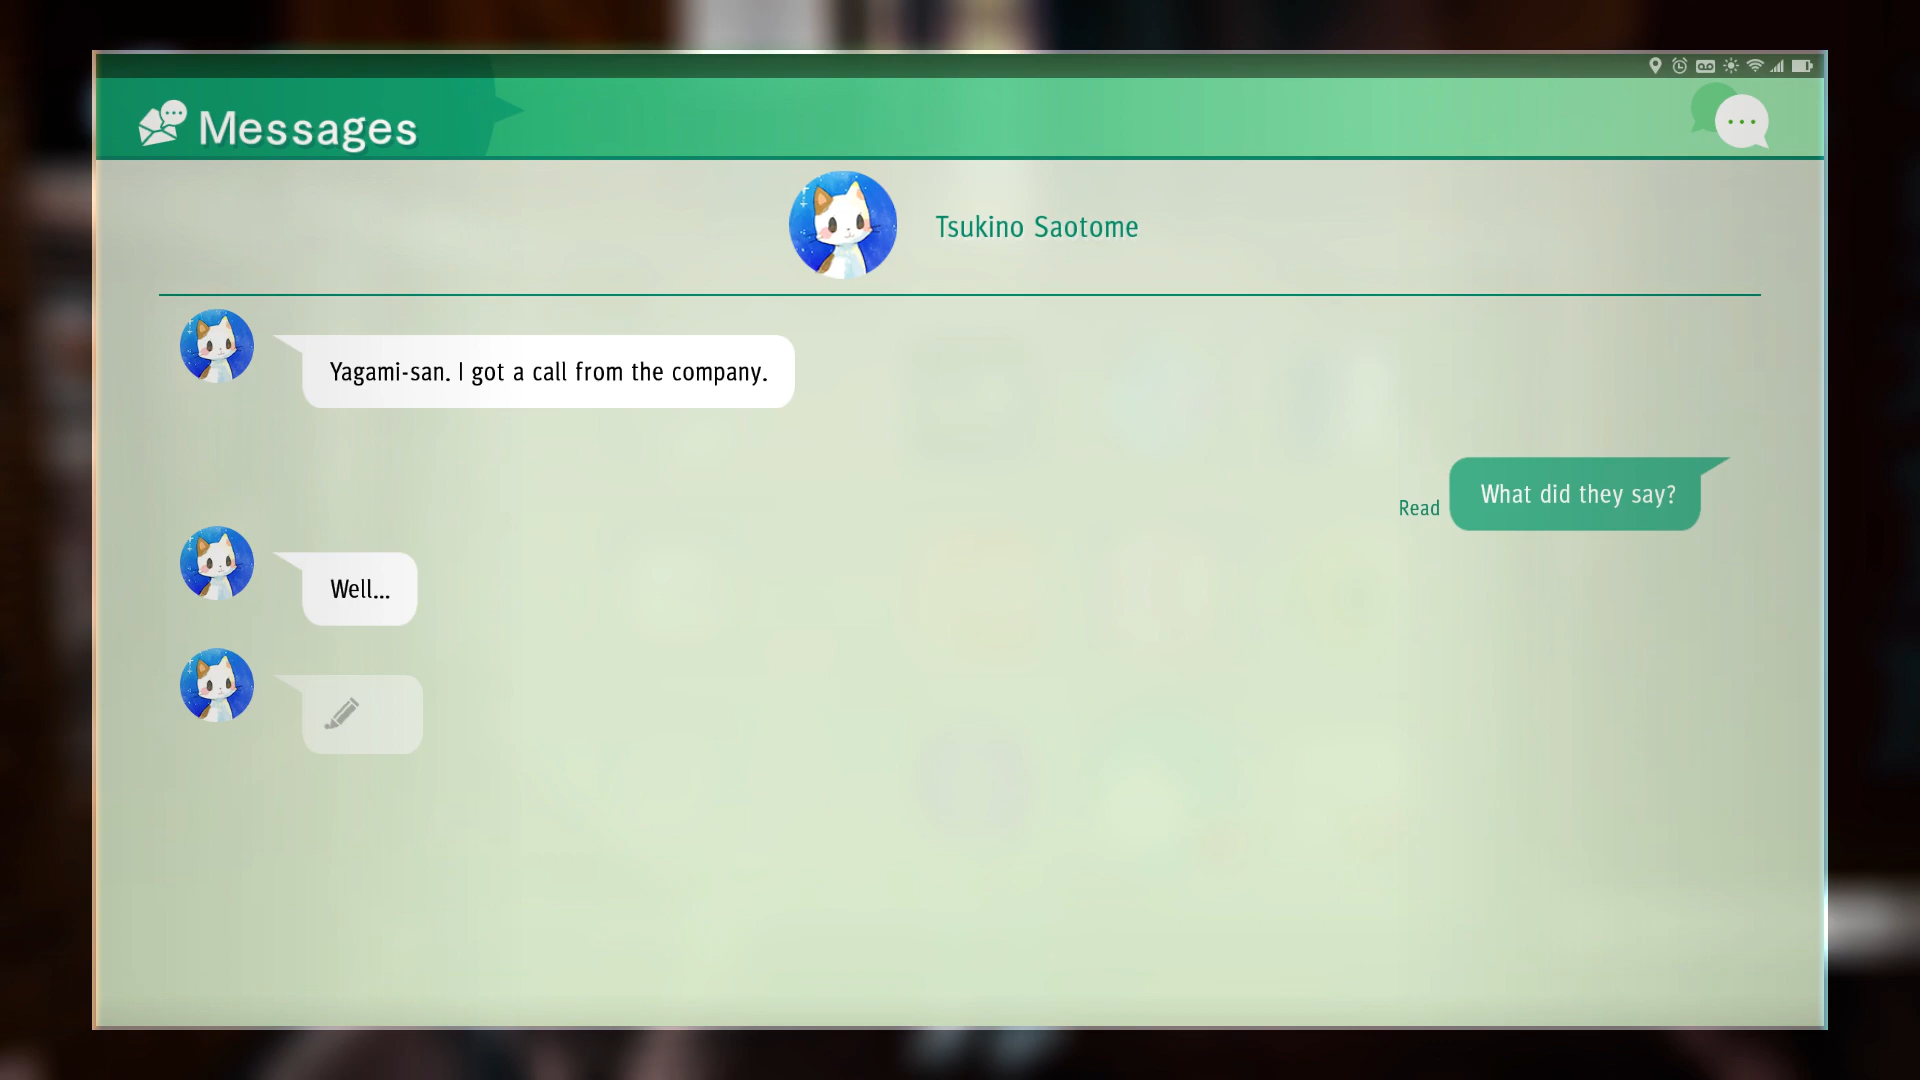 Messages
Tsukino Saotome
Yagami-san. I got a call from the company.
What did they say?
Read
Well...